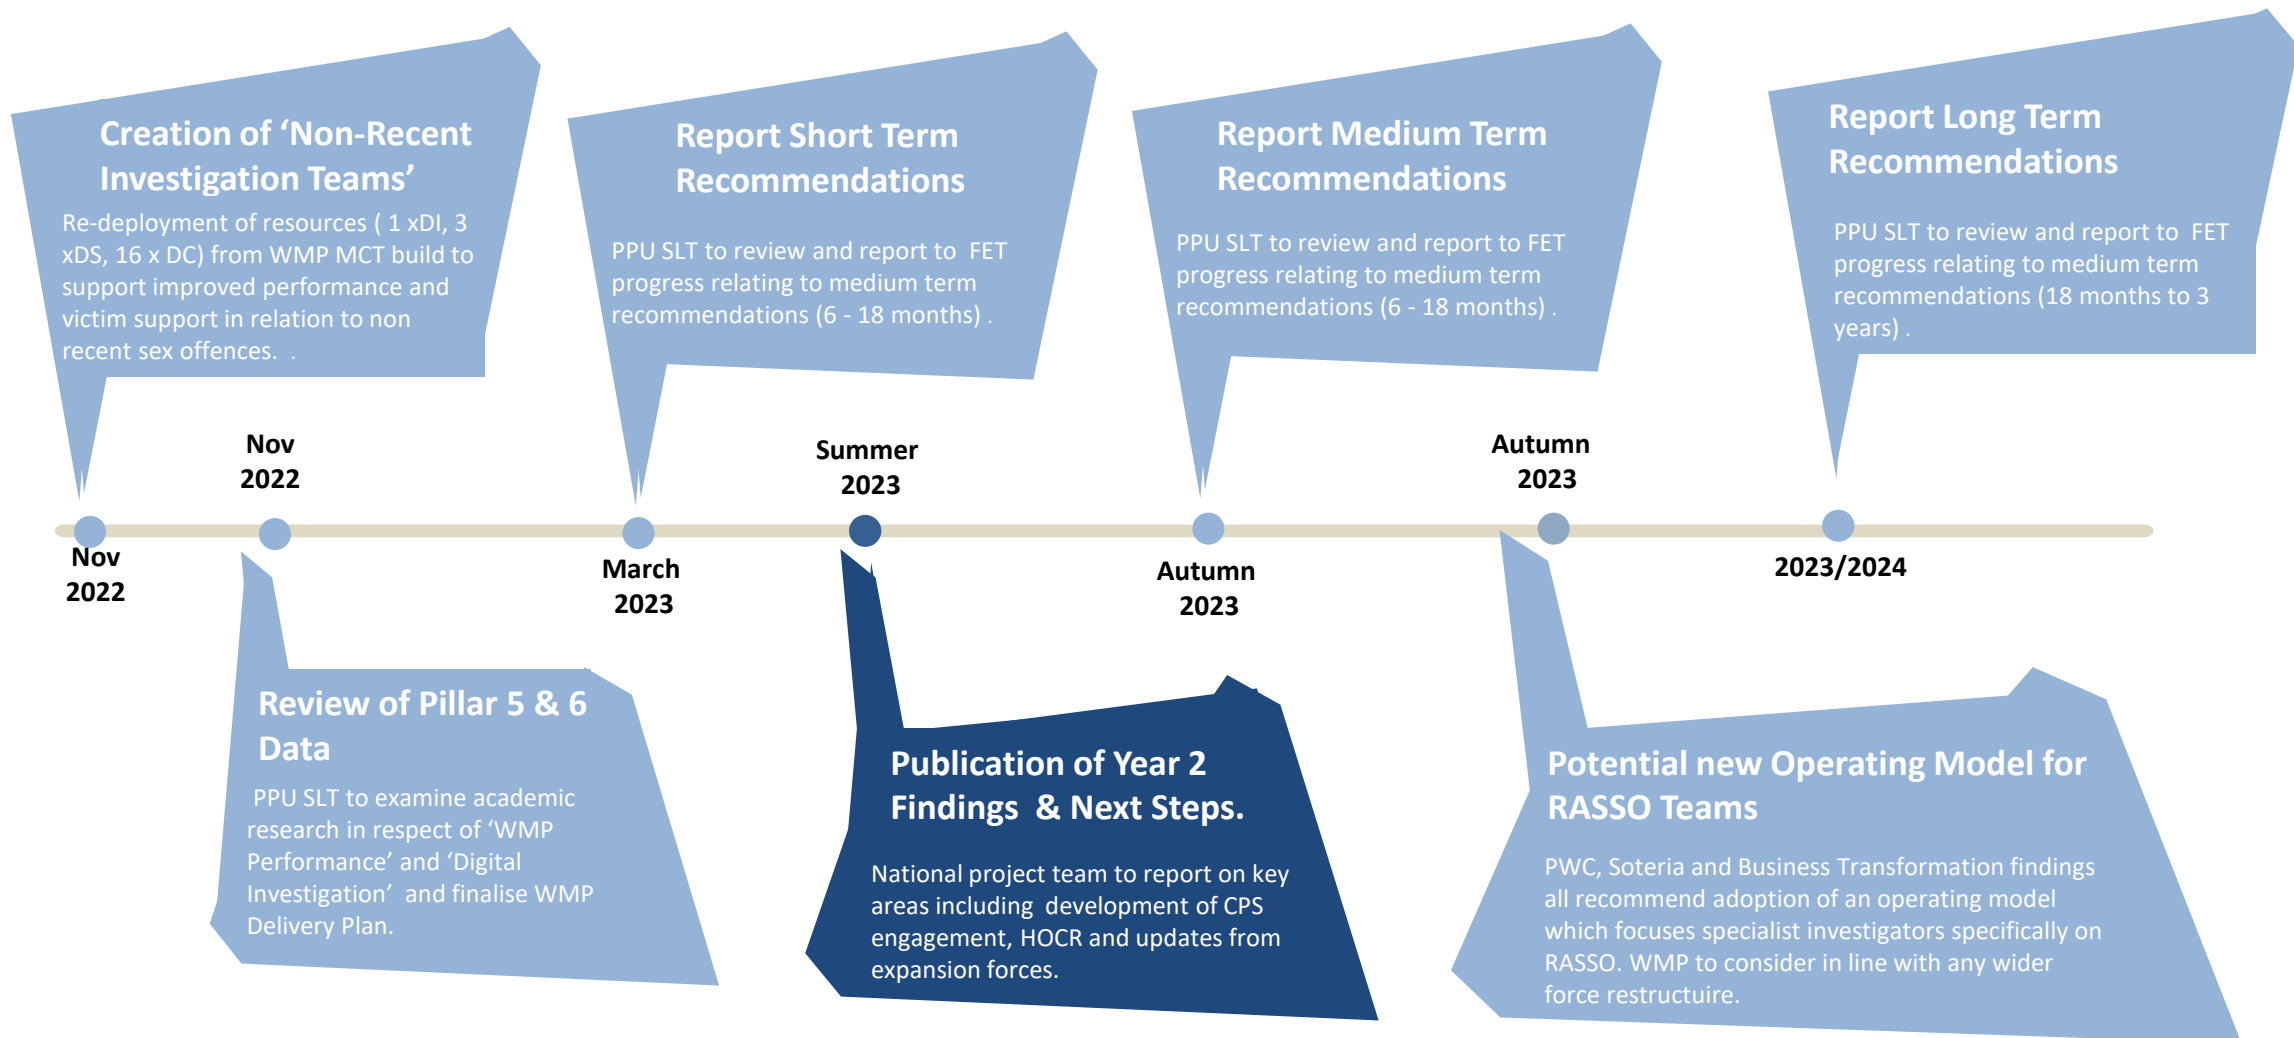 Creation of ‘Non-Recent
Investigation Teams’
Re-deployment of resources ( 1 xDI, 3
xDS, 16 x DC) from WMP MCT build to
support improved performance and
victim support in relation to non
recent sex offences.  .
Report Short Term
Recommendations
PPU SLT to review and report to  FET
progress relating to medium term
recommendations (6 - 18 months) .
Report Medium Term
Recommendations
PPU SLT to review and report to FET
progress relating to medium term
recommendations (6 - 18 months) .
Report Long Term
Recommendations
PPU SLT to review and report to  FET
progress relating to medium term
recommendations (18 months to 3
years) .
Nov
2022
Summer
2023
Autumn
2023
Nov
2022
March
2023
Autumn
2023
2023/2024
Review of Pillar 5 & 6
Data
PPU SLT to examine academic
research in respect of ‘WMP
Performance’ and ‘Digital
Investigation’  and finalise WMP
Delivery Plan.
Publication of Year 2
Findings  & Next Steps.
National project team to report on key
areas including  development of CPS
engagement, HOCR and updates from
expansion forces.
Potential new Operating Model for
RASSO Teams
PWC, Soteria and Business Transformation findings
all recommend adoption of an operating model
which focuses specialist investigators specifically on
RASSO. WMP to consider in line with any wider
force restructuire.